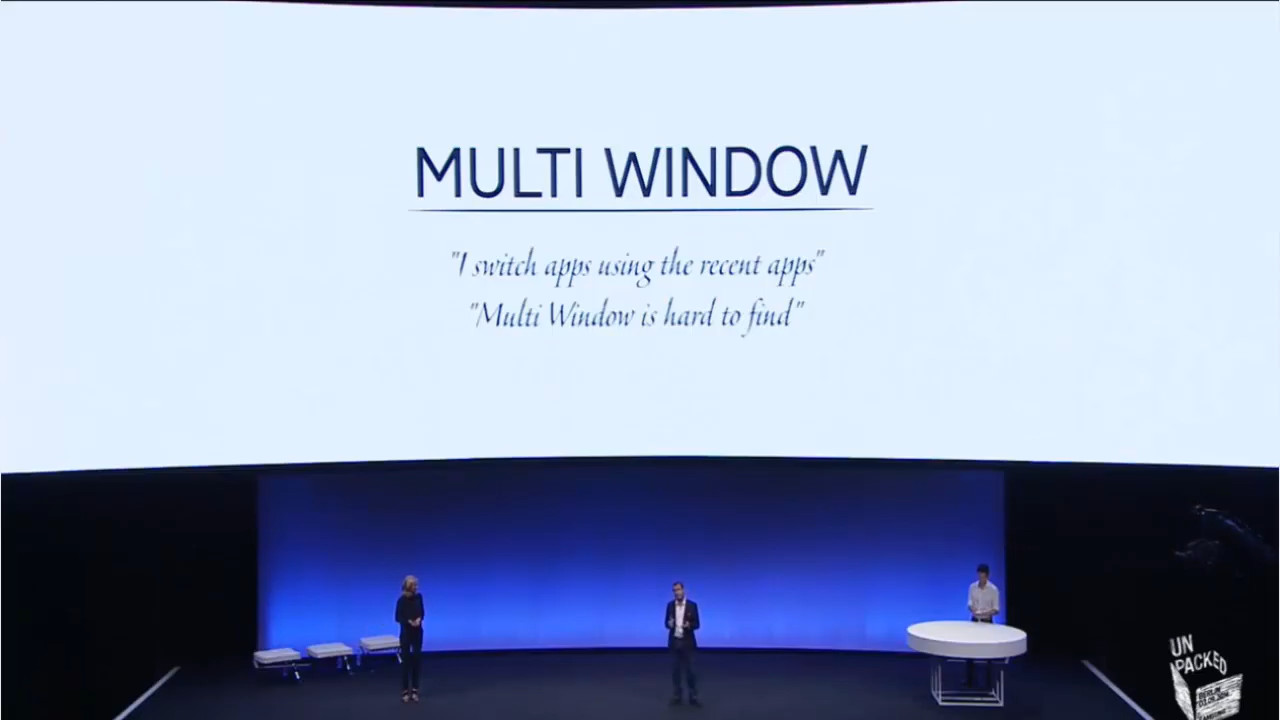 MULTI WINDOW
"I switch apps using the recent apps"
"Multi Window is hard to find"
UN
PACKED